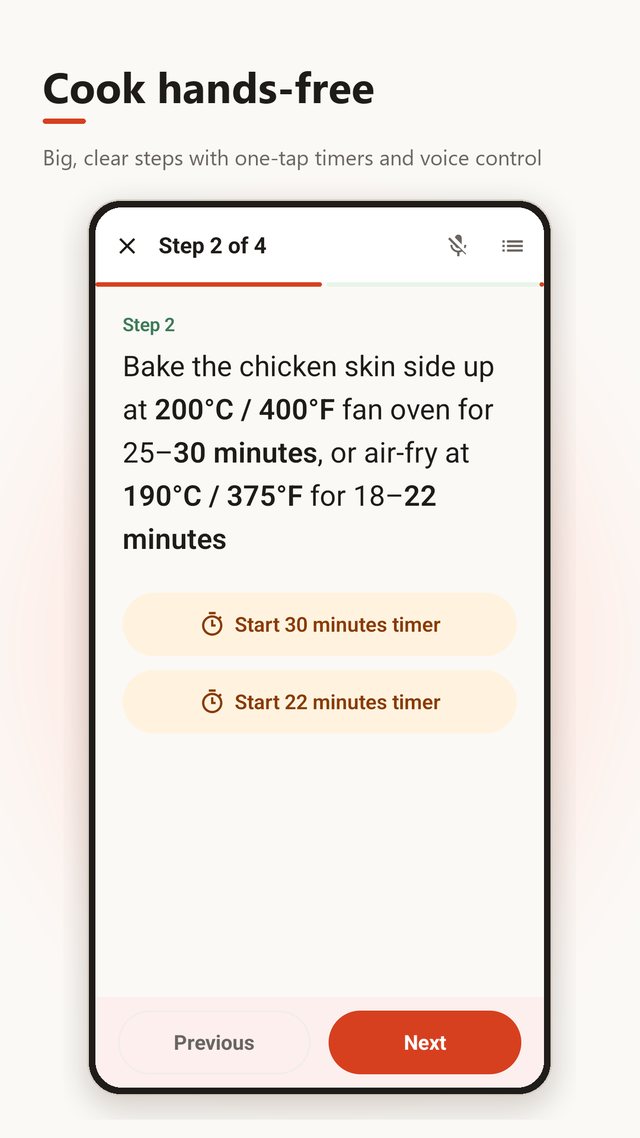 Cook hands-free
Big, clear steps with one-tap timers and voice control
Step 2 of 4
Step 2
Bake the chicken skin side up
at 200°C / 400°F fan oven for
25–30 minutes, or air-fry at
190°C / 375°F for 18–22
minutes
Start 30 minutes timer
Start 22 minutes timer
Previous
Next